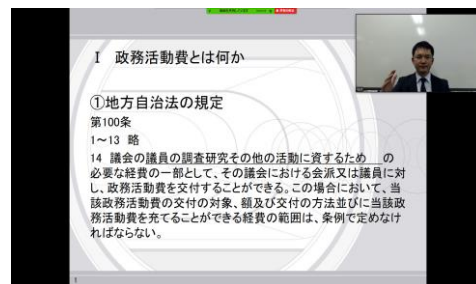 Ⅰ 政務活動費とは何か
①地方自治法の規定
第100条
1～13 略
14 議会の議員の調査研究その他の活動に資するため の
必要な経費の一部として、その議会における会派又は議員に対
し、政務活動費を交付することができる。この場合において、当
該政務活動費の交付の対象、額及び交付の方法並びに当該政
務活動費を充てることができる経費の範囲は、条例で定めなけ
ればならない。
1